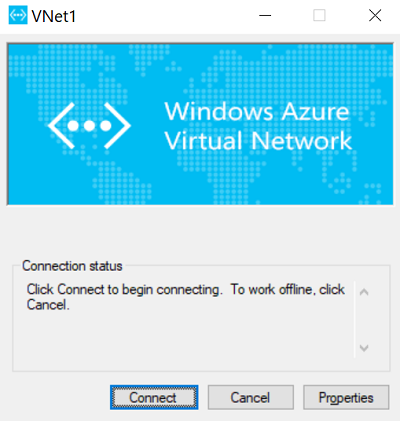 VNet1
Windows Azure
Virtual Network
Connection status
Click Connect to begin connecting.  To work offline, click
Cancel.
Connect
Cancel
Properties